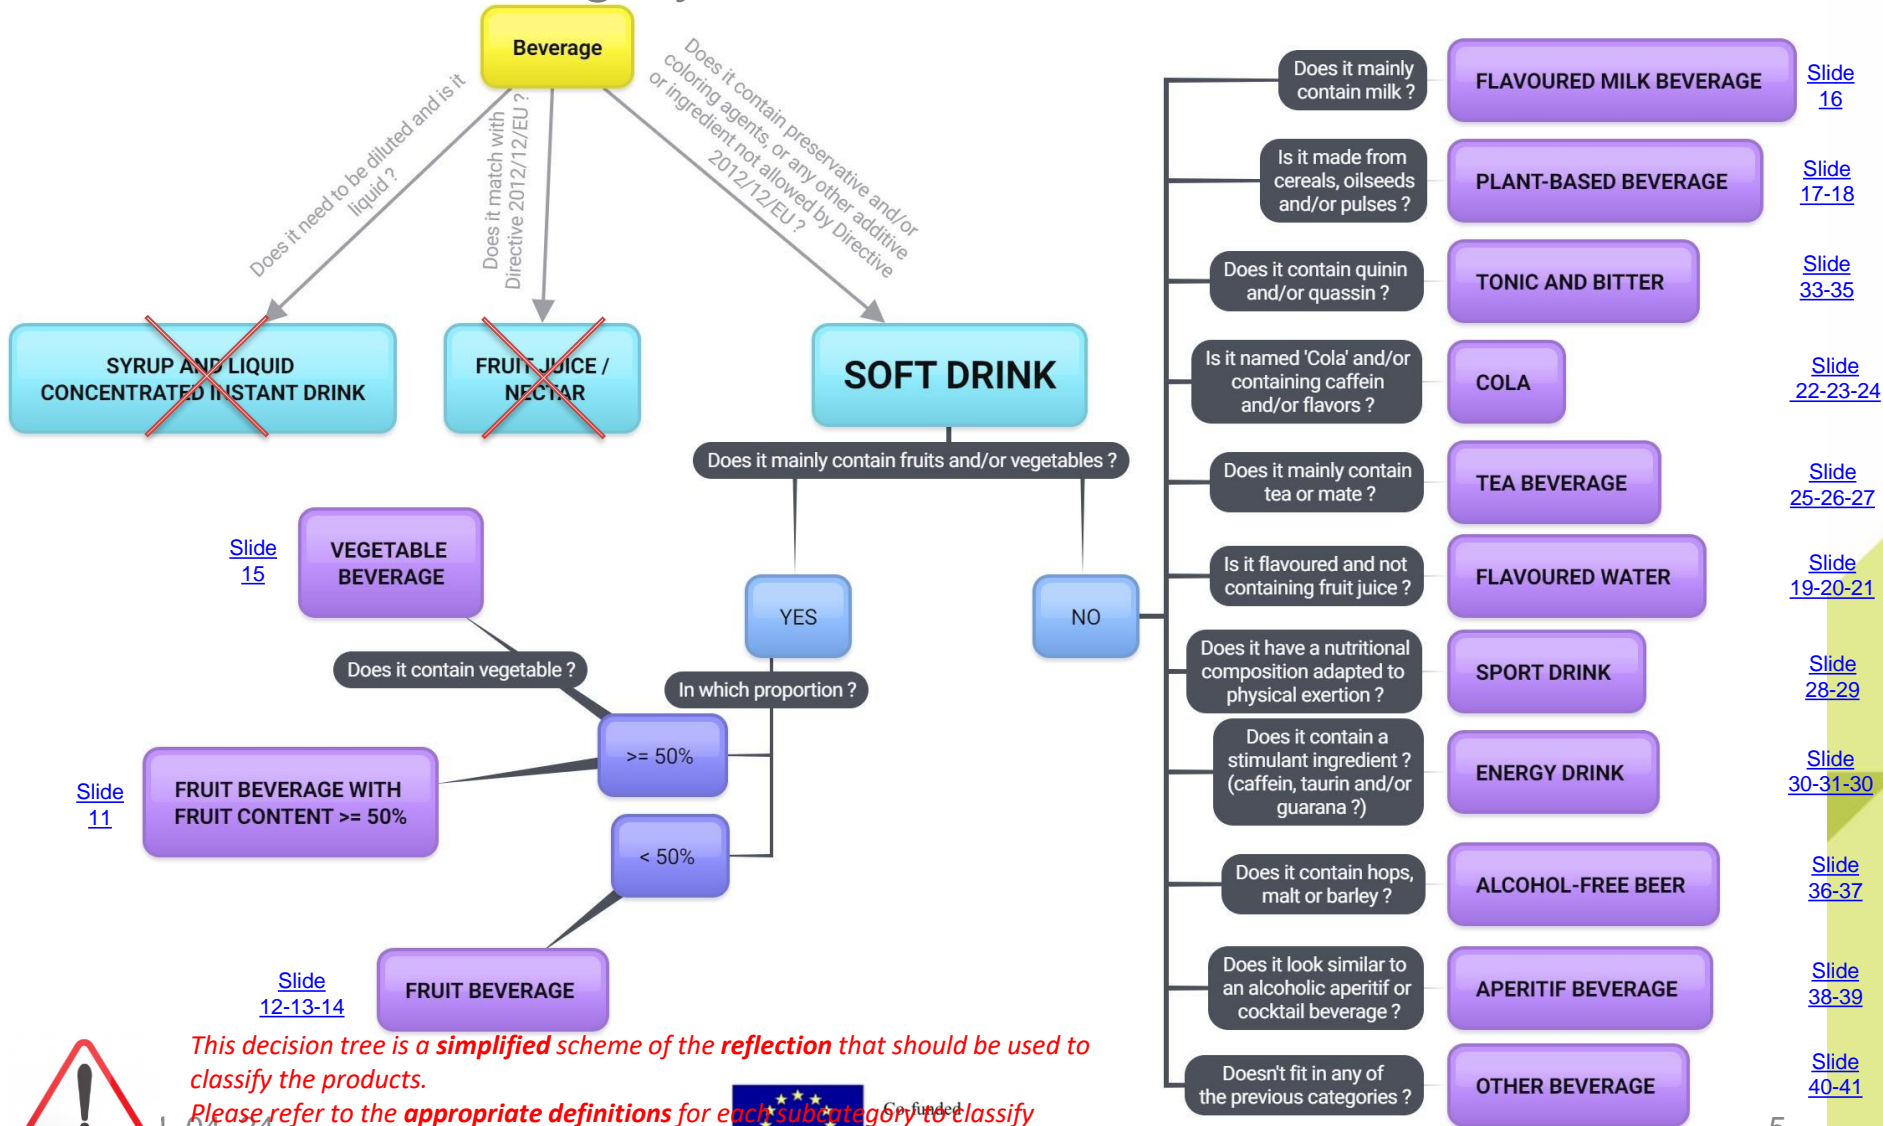 Beverage
Does it need to be diluted and is it
liquid ?
Does it match with
Directive 2012/12/EU ?
Does it contain preservative and/or
coloring agents, or any other additive
or ingredient not allowed by Directive
2012/12/EU ?
SYRUP AND LIQUID
CONCENTRATED INSTANT DRINK
FRUIT JUICE /
NECTAR
SOFT DRINK
Does it mainly contain fruits and/or vegetables ?
YES
NO
In which proportion ?
>= 50%
< 50%
Does it contain vegetable ?
VEGETABLE
BEVERAGE
Slide
15
FRUIT BEVERAGE WITH
FRUIT CONTENT >= 50%
Slide
11
FRUIT BEVERAGE
Slide
12-13-14
Does it mainly
contain milk ?
FLAVOURED MILK BEVERAGE
Slide
16
Is it made from
cereals, oilseeds
and/or pulses ?
PLANT-BASED BEVERAGE
Slide
17-18
Does it contain quinin
and/or quassin ?
TONIC AND BITTER
Slide
33-35
Is it named 'Cola' and/or
containing caffein
and/or flavors ?
COLA
Slide
22-23-24
Does it mainly contain
tea or mate ?
TEA BEVERAGE
Slide
25-26-27
Is it flavoured and not
containing fruit juice ?
FLAVOURED WATER
Slide
19-20-21
Does it have a nutritional
composition adapted to
physical exertion ?
SPORT DRINK
Slide
28-29
Does it contain a
stimulant ingredient ?
(caffein, taurin and/or
guarana ?)
ENERGY DRINK
Slide
30-31-30
Does it contain hops,
malt or barley ?
ALCOHOL-FREE BEER
Slide
36-37
Does it look similar to
an alcoholic aperitif or
cocktail beverage ?
APERITIF BEVERAGE
Slide
38-39
Doesn't fit in any of
the previous categories ?
OTHER BEVERAGE
Slide
40-41
This decision tree is a simplified scheme of the reflection that should be used to
classify the products.
Please refer to the appropriate definitions for each subcategory to classify
Co-funded